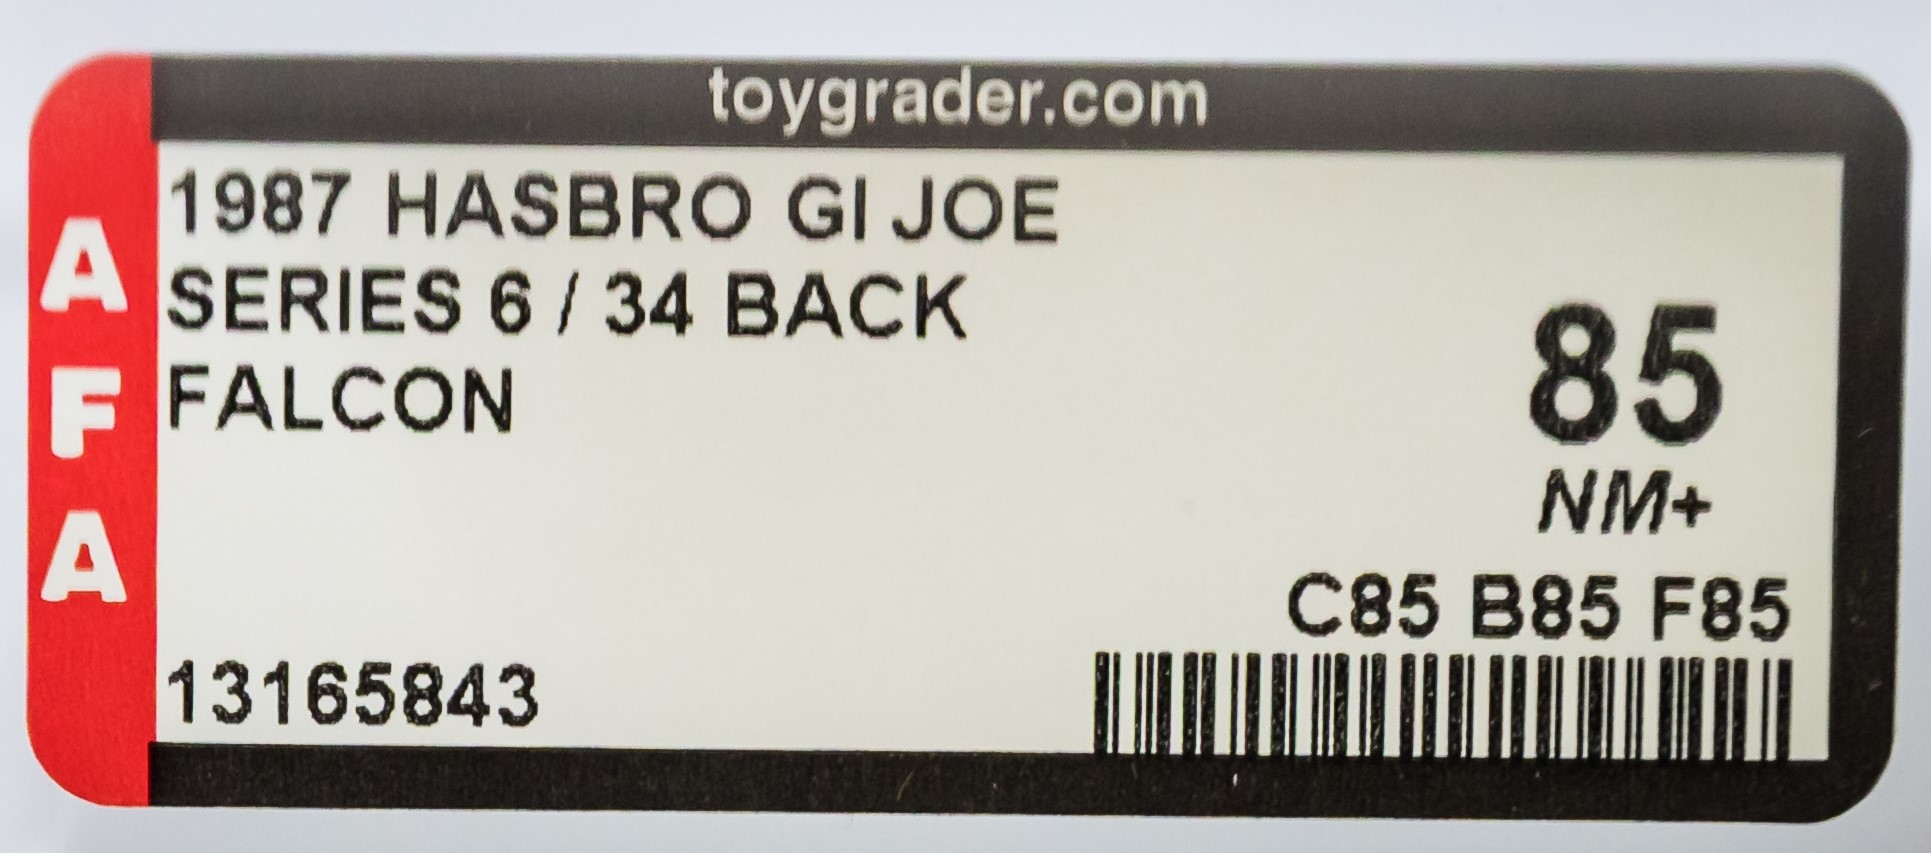 toygrader.com
AFA
1987 HASBRO GI JOE
SERIES 6 / 34 BACK
FALCON
85
NM+
C85 B85 F85
13165843